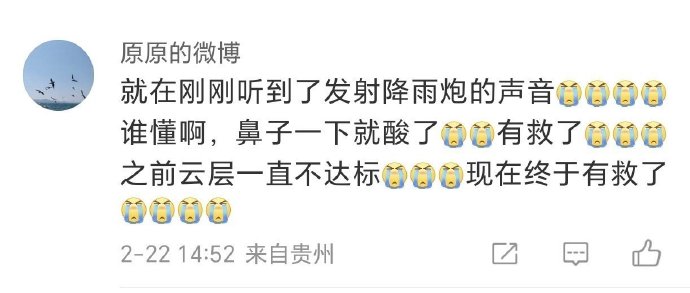 原原的微博
就在刚刚听到了发射降雨炮的声音😭😭😭😭
谁懂啊，鼻子一下就酸了😭😭有救了😭😭😭
之前云层一直不达标😭😭😭现在终于有救了
😭😭😭😭
2-22 14:52 来自贵州